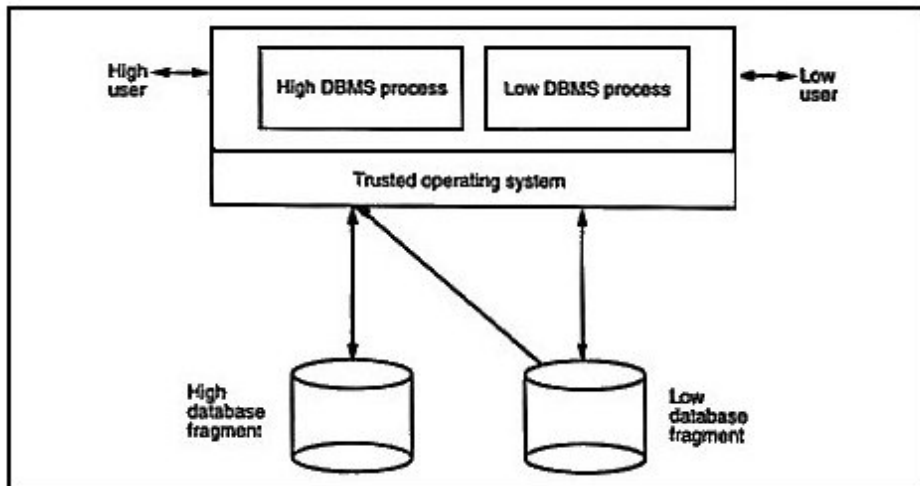 High
user
High DBMS process
Low DBMS process
Low
user
Trusted operating system
High
database
fragment
Low
database
fragment